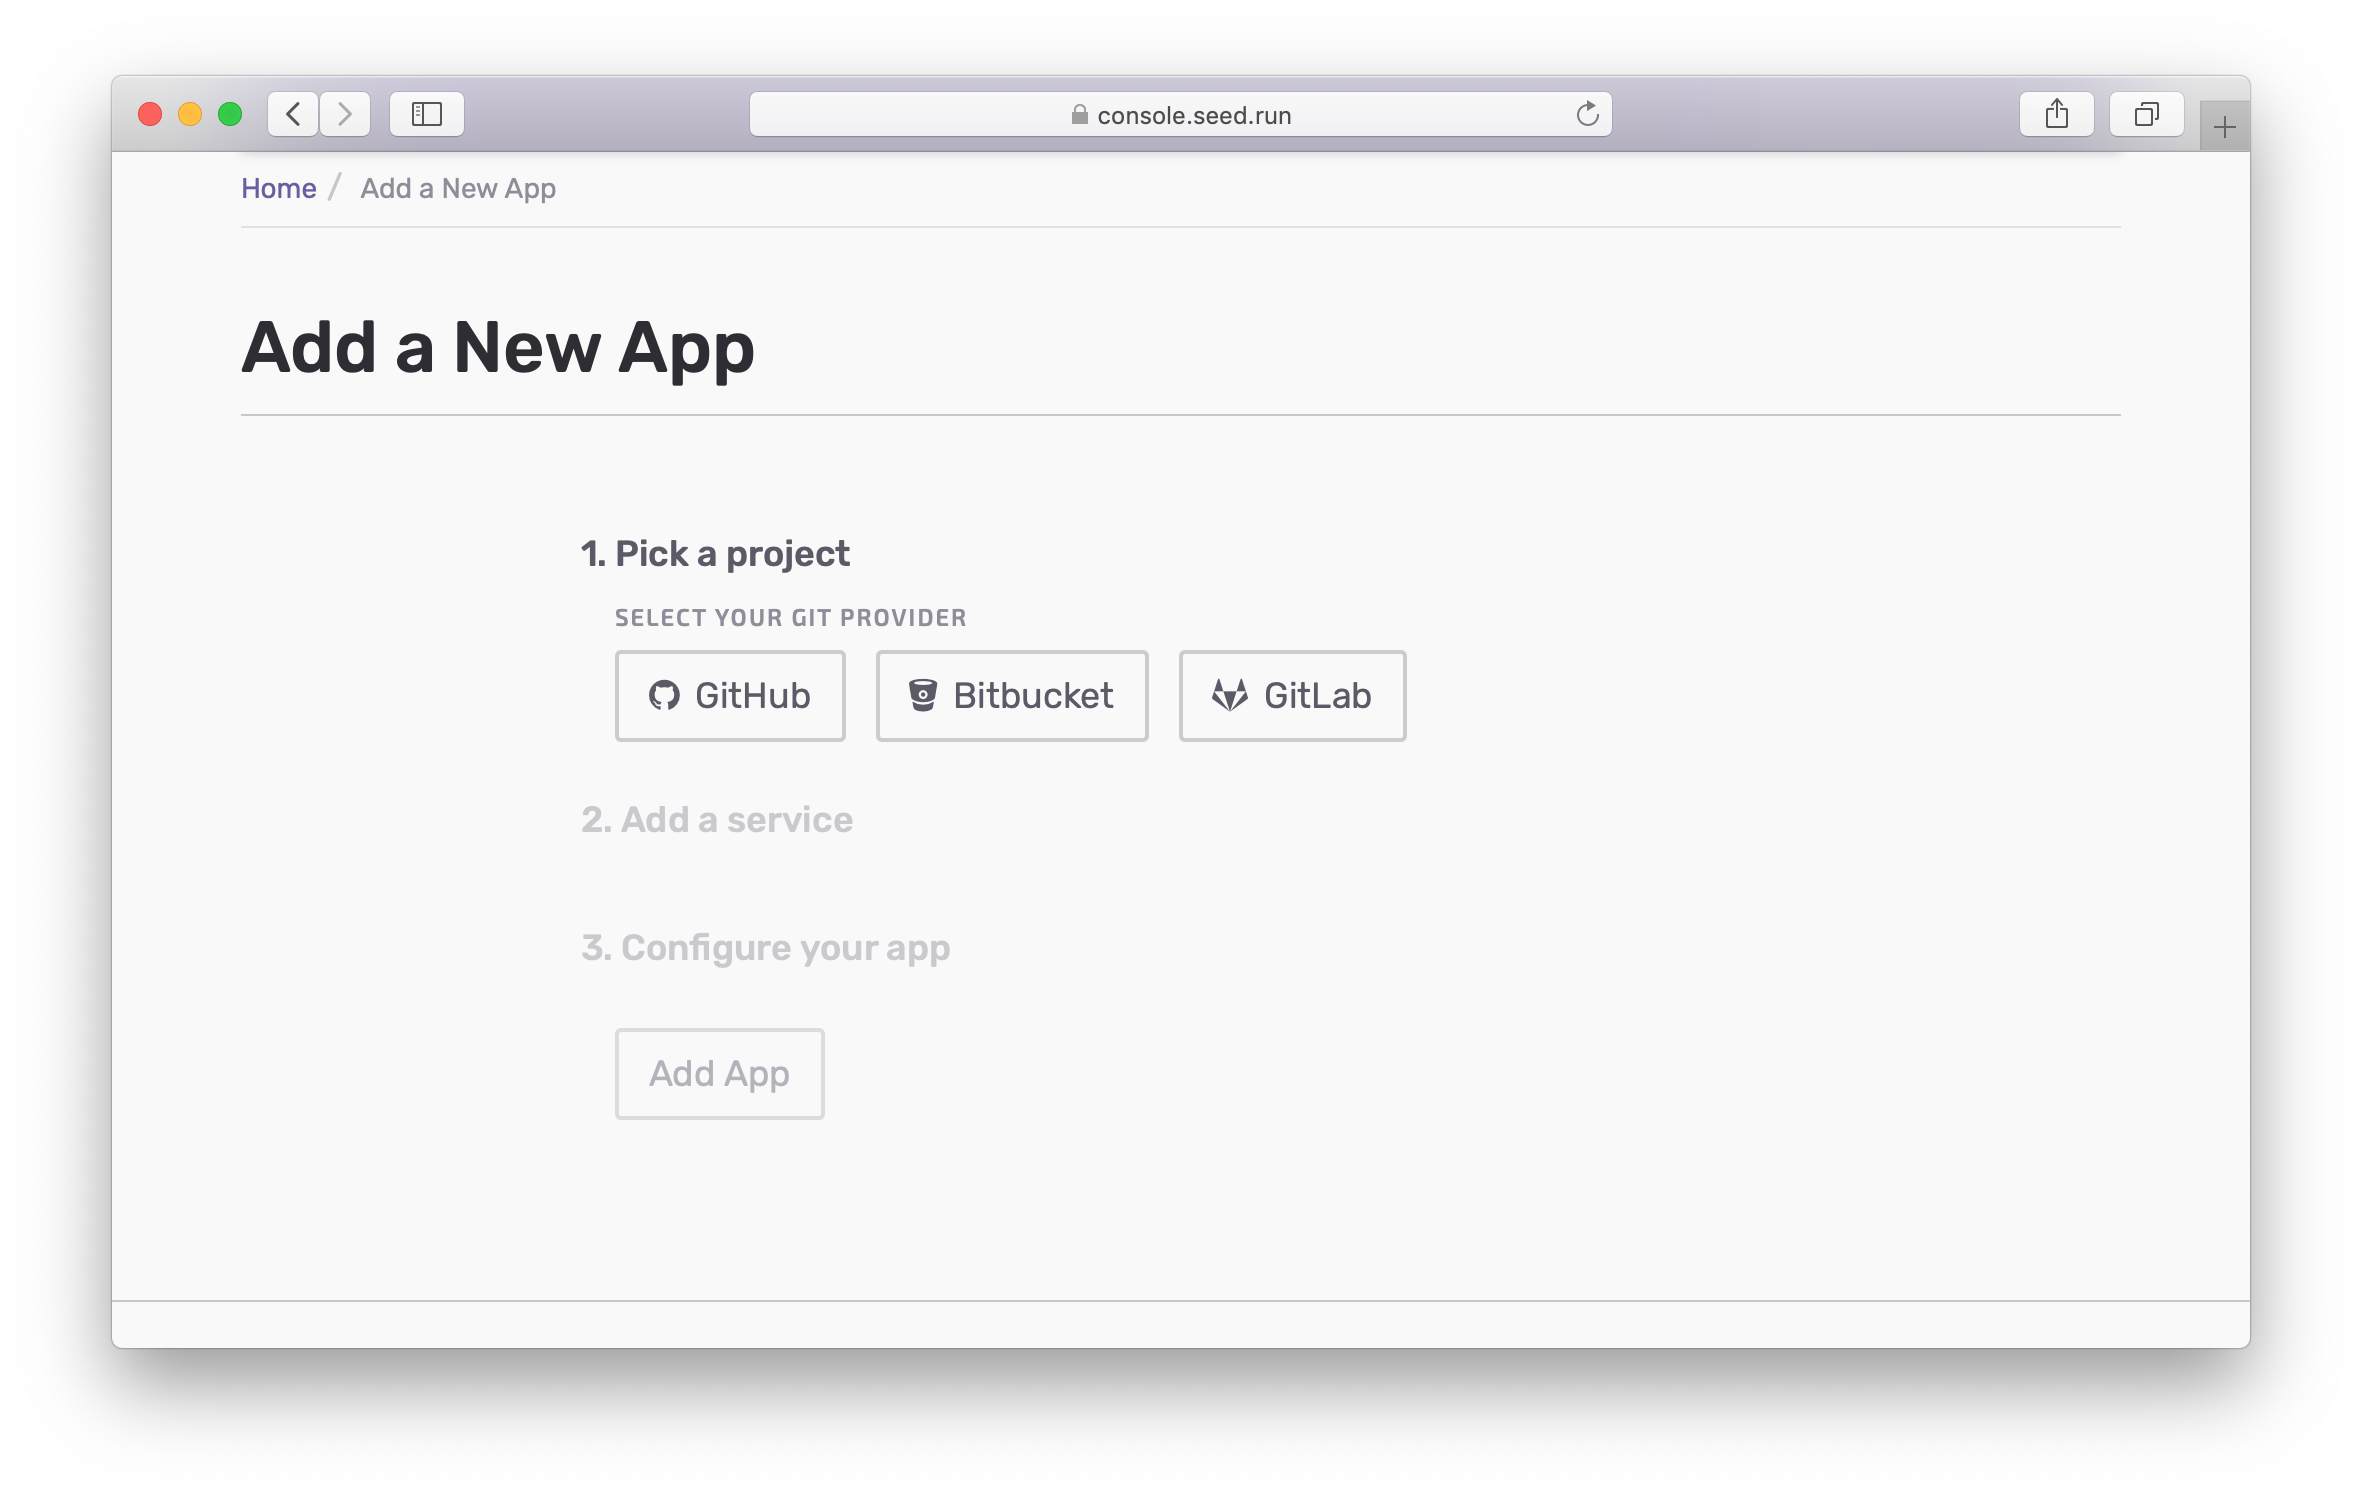 console.seed.run
Home / Add a New App
Add a New App
1. Pick a project
SELECT YOUR GIT PROVIDER
GitHub Bitbucket GitLab
2. Add a service
3. Configure your app
Add App